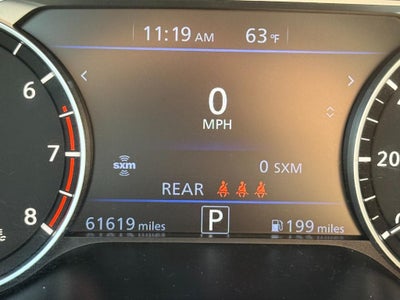 11:19 AM 63 °F
0
MPH
sxm 0 SXM
REAR
61619 miles P 199 miles
6
7
8
20